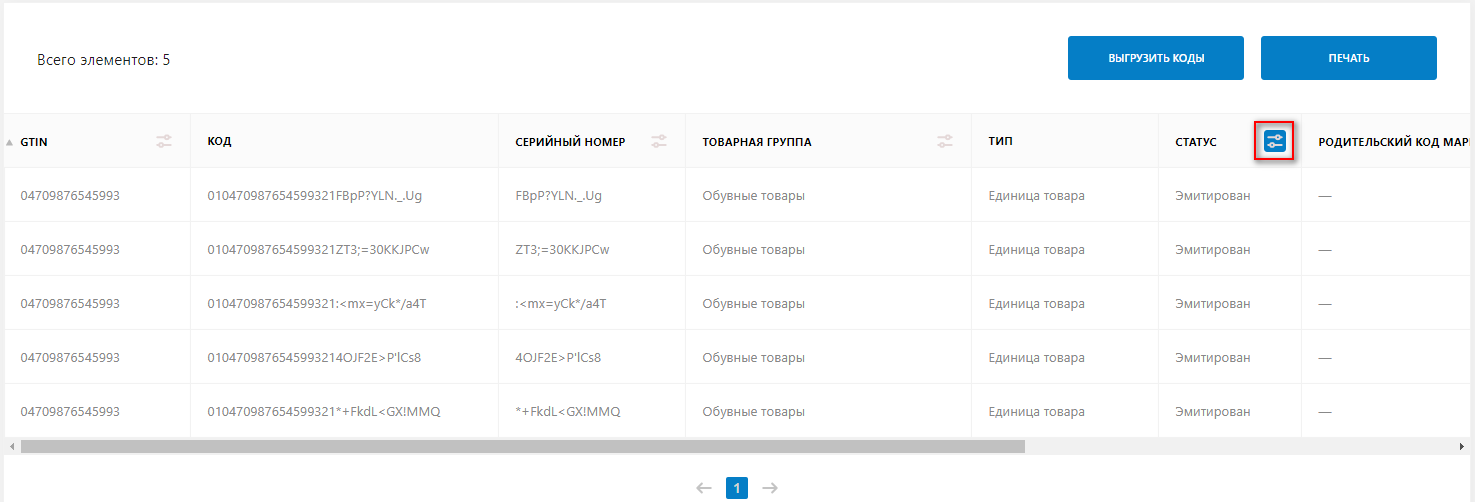 Всего элементов: 5
ВЫГРУЗИТЬ КОДЫ ПЕЧАТЬ
GTIN КОД СЕРИЙНЫЙ НОМЕР ТОВАРНАЯ ГРУППА ТИП СТАТУС РОДИТЕЛЬСКИЙ КОД МАР
04709876545993 010470987654599321FBpP?YLN._.Ug FBpP?YLN._.Ug Обувные товары Единица товара Эмитирован —
04709876545993 010470987654599321ZT3;=30KKJPCw ZT3;=30KKJPCw Обувные товары Единица товара Эмитирован —
04709876545993 010470987654599321:<mx=yCk*/a4T :<mx=yCk*/a4T Обувные товары Единица товара Эмитирован —
04709876545993 0104709876545993214OJF2E>P'lCs8 4OJF2E>P'lCs8 Обувные товары Единица товара Эмитирован —
04709876545993 010470987654599321*+FkdL<GX!MMQ *+FkdL<GX!MMQ Обувные товары Единица товара Эмитирован —
1